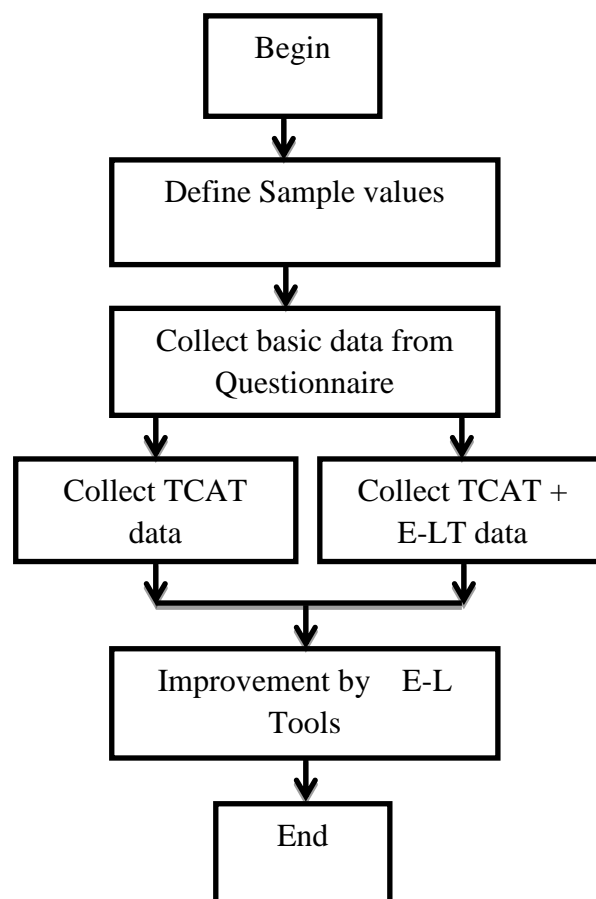 Begin
Define Sample values
Collect basic data from
Questionnaire
Collect TCAT
data
Collect TCAT +
E-LT data
Improvement by E-L
Tools
End